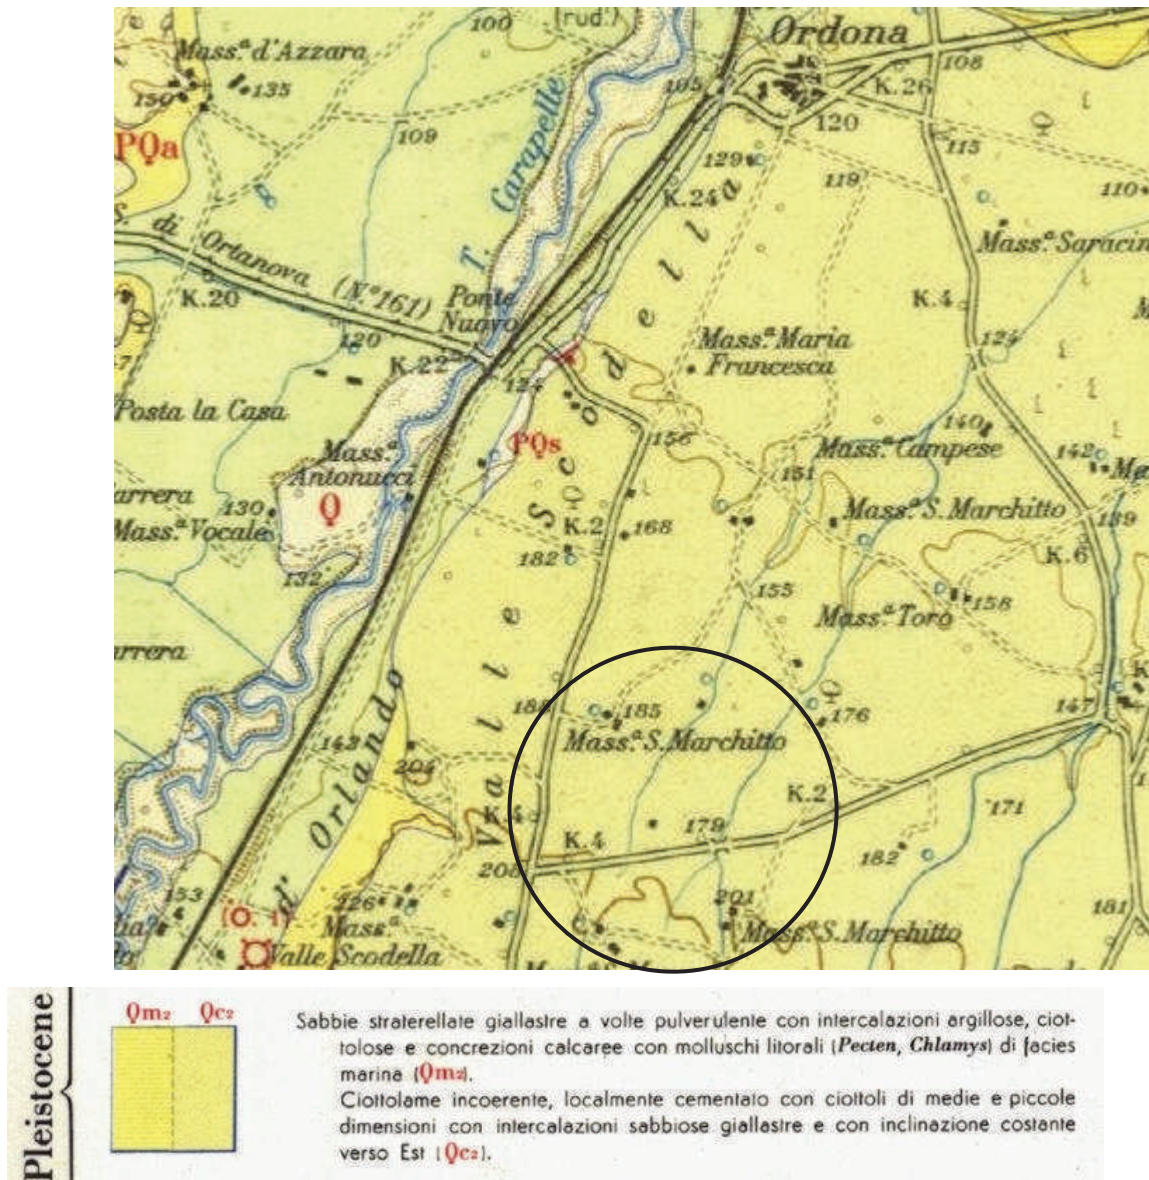 100
(rud.)
Ordona
Mass.ª d'Azzara
108
135
150
105
K.26
109
120
PQa
Carapelle
115
129
119
110
K.24
T.
S. di Ortanova (N.º 161)
Mass.ª Saracin
K.20
Ponte
Nuovo
K.4
120
K.22
Mass.ª Maria
Francesca
124
124
Posta la Casa
140
PQs
156
Mass.ª Campese
142
Mass.ª
Antonucci
151
arrera
130
Q
Mass.ª S. Marchitto
139
Mass.ª Vocale
K.2
168
K.6
182
132
155
158
Mass.ª Toro
arrera
Valle Scodella
185
176
147
Mass.ª S. Marchitto
143
204
d' Orlando
K.2
171
K.4
K.4
179
182
208
153
226
201
181
Mass.ª
Valle Scodella
Mass.ª S. Marchitto
Pleistocene
Qm₂ Qc₂
Sabbie straterellate giallastre a volte pulverulente con intercalazioni argillose, ciot-
tolose e concrezioni calcaree con molluschi litorali (Pecten, Chlamys) di facies
marina (Qm₂).
Ciottolame incoerente, localmente cementato con ciottoli di medie e piccole
dimensioni con intercalazioni sabbiose giallastre e con inclinazione costante
verso Est (Qc₂).